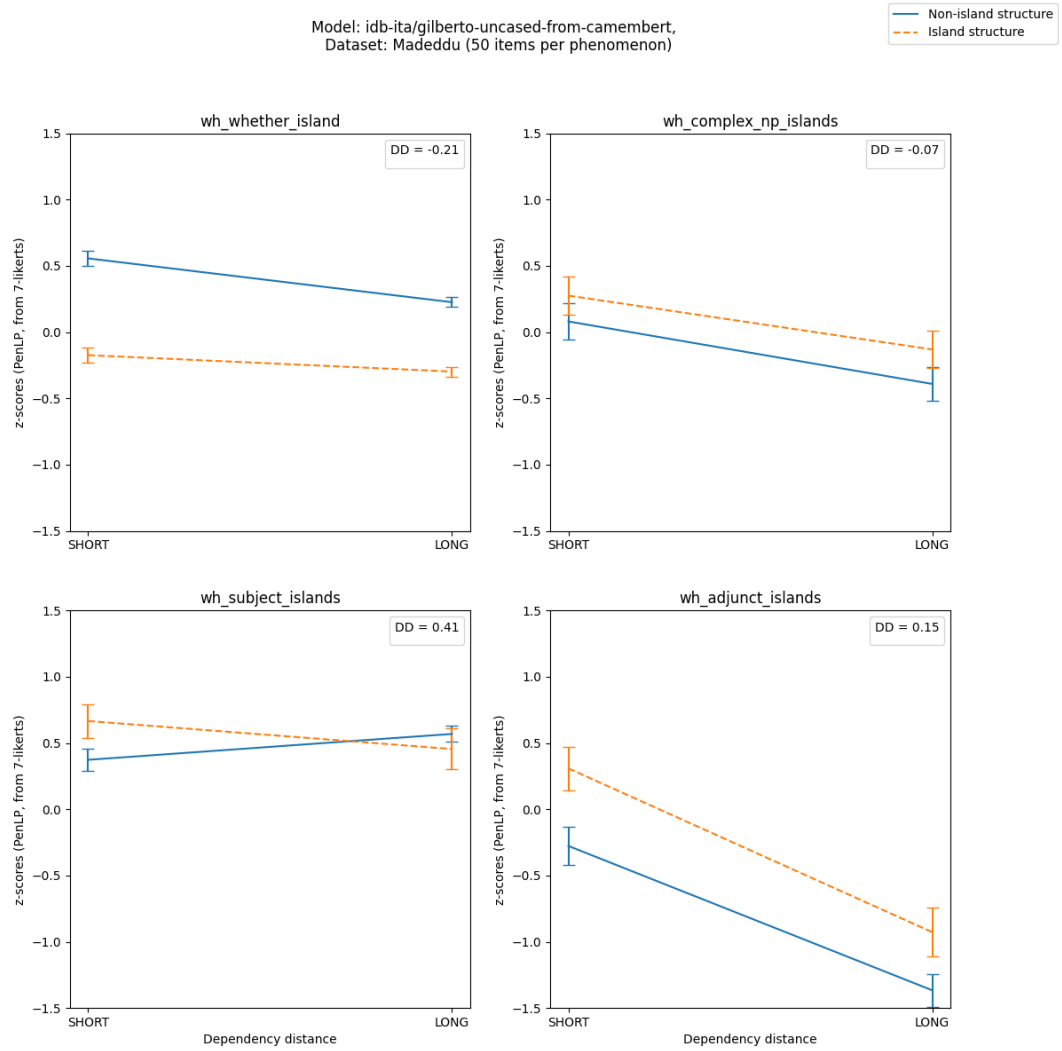 Model: idb-ita/gilberto-uncased-from-camembert,
Dataset: Madeddu (50 items per phenomenon)
Non-island structure
Island structure
wh_whether_island
DD = -0.21
z-scores (PenLP, from 7-likerts)
1.5
1.0
0.5
0.0
−0.5
−1.0
−1.5
SHORT
LONG
wh_complex_np_islands
DD = -0.07
z-scores (PenLP, from 7-likerts)
1.5
1.0
0.5
0.0
−0.5
−1.0
−1.5
SHORT
LONG
wh_subject_islands
DD = 0.41
z-scores (PenLP, from 7-likerts)
1.5
1.0
0.5
0.0
−0.5
−1.0
−1.5
SHORT
LONG
Dependency distance
wh_adjunct_islands
DD = 0.15
z-scores (PenLP, from 7-likerts)
1.5
1.0
0.5
0.0
−0.5
−1.0
−1.5
SHORT
LONG
Dependency distance